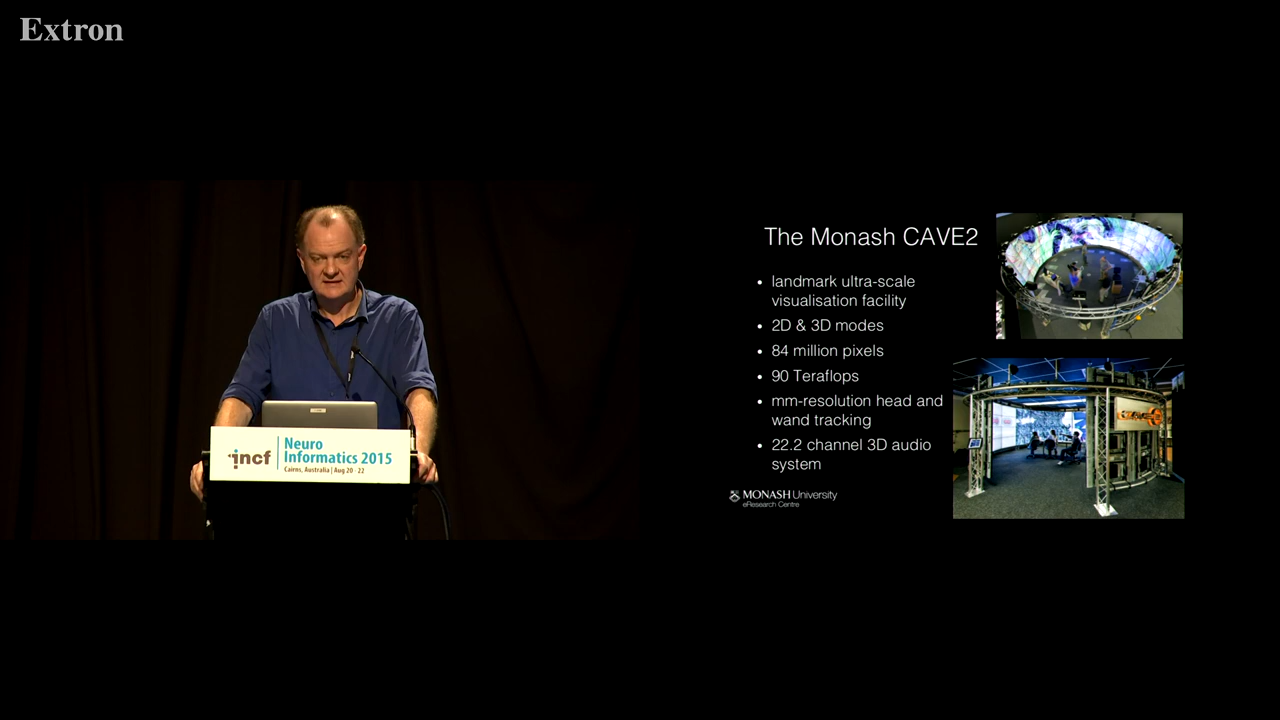 Extron
incf
Neuro
Informatics 2015
Cairns, Australia | Aug 20 - 22
The Monash CAVE2
• landmark ultra-scale
visualisation facility
• 2D & 3D modes
• 84 million pixels
• 90 Teraflops
• mm-resolution head and
wand tracking
• 22.2 channel 3D audio
system
MONASH University
eResearch Centre